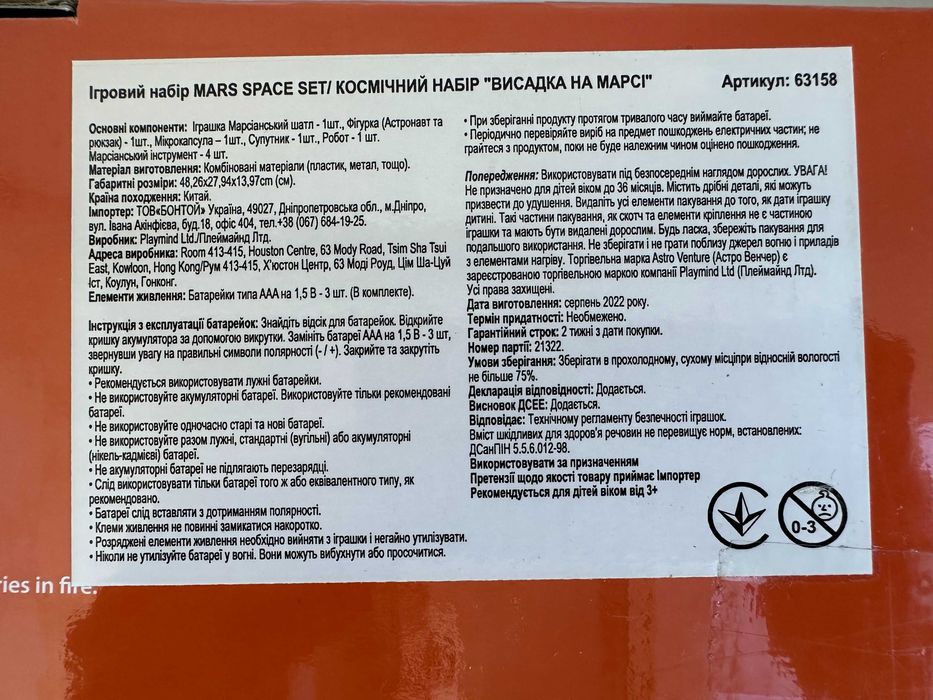 Ігровий набір MARS SPACE SET/ КОСМІЧНИЙ НАБІР "ВИСАДКА НА МАРСІ"
Артикул: 63158
Основні компоненти: Іграшка Марсіанський шатл - 1шт., Фігурка (Астронавт та
рюкзак) - 1шт., Мікрокапсула – 1шт., Супутник - 1шт., Робот - 1 шт.
Марсіанський інструмент - 4 шт.
Матеріал виготовлення: Комбіновані матеріали (пластик, метал, тощо).
Габаритні розміри: 48,26х27,94х13,97см (см).
Країна походження: Китай.
Імпортер: ТОВ«БОНТОЙ» Україна, 49027, Дніпропетровська обл., м.Дніпро,
вул. Івана Акінфієва, буд.18, офіс 404, тел.+38 (067) 684-19-25.
Виробник: Playmind Ltd./Плеймайнд Лтд.
Адреса виробника: Room 413-415, Houston Centre, 63 Mody Road, Tsim Sha Tsui
East, Kowloon, Hong Kong/Рум 413-415, Х'юстон Центр, 63 Моді Роуд, Цім Ша-Цуй
Іст, Коулун, Гонконг.
Елементи живлення: Батарейки типа ААА на 1,5 В - 3 шт. (В комплекте).
Інструкція з експлуатації батарейок: Знайдіть відсік для батарейок. Відкрийте
кришку акумулятора за допомогою викрутки. Замініть батареї ААА на 1,5 В - 3 шт,
звернувши увагу на правильні символи полярності (- / +). Закрийте та закрутіть
кришку.
• Рекомендується використовувати лужні батарейки.
• Не використовуйте акумуляторні батареї. Використовуйте тільки рекомендовані
батареї.
• Не використовуйте одночасно старі та нові батареї.
• Не використовуйте разом лужні, стандартні (вугільні) або акумуляторні
(нікель-кадмієві) батареї.
• Не акумуляторні батареї не підлягають перезарядці.
• Слід використовувати тільки батареї того ж або еквівалентного типу, як
рекомендовано.
• Батареї слід вставляти з дотриманням полярності.
• Клеми живлення не повинні замикатися накоротко.
• Розряджені елементи живлення необхідно вийняти з іграшки і негайно утилізувати.
• Ніколи не утилізуйте батареї у вогні. Вони можуть вибухнути або просочитися.
• При зберіганні продукту протягом тривалого часу виймайте батареї.
• Періодично перевіряйте виріб на предмет пошкоджень електричних частин; не
грайтеся з продуктом, поки не буде належним чином оцінено пошкодження.
Попередження: Використовувати під безпосереднім наглядом дорослих. УВАГА!
Не призначено для дітей віком до 36 місяців. Містить дрібні деталі, які можуть
призвести до удушення. Видаліть усі елементи пакування до того, як дати іграшку
дитині. Такі частини пакування, як скотч та елементи кріплення не є частиною
іграшки та мають бути видалені дорослим. Будь ласка, збережіть пакування для
подальшого використання. Не зберігати і не грати поблизу джерел вогню і приладів
з елементами нагріву. Торгівельна марка Astro Venture (Астро Венчер) є
зареєстрованою торгівельною маркою компанії Playmind Ltd (Плеймайнд Лтд).
Усі права захищені.
Дата виготовлення: серпень 2022 року.
Термін придатності: Необмежено.
Гарантійний строк: 2 тижні з дати покупки.
Номер партії: 21322.
Умови зберігання: Зберігати в прохолодному, сухому місціпри відносній вологості
не більше 75%.
Декларація відповідності: Додається.
Висновок ДСЕЕ: Додається.
Відповідає: Технічному регламенту безпечності іграшок.
Вміст шкідливих для здоров'я речовин не перевищує норм, встановлених:
ДСанПІН 5.5.6.012-98.
Використовувати за призначенням
Претензії щодо якості товару приймає Імпортер
Рекомендується для дітей віком від 3+
0-3
ries in fire.